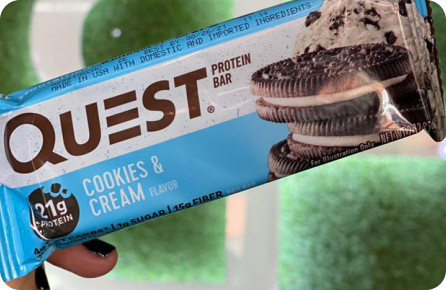 MADE IN USA WITH DOMESTIC AND IMPORTED INGREDIENTS
QUEST®
PROTEIN
BAR
COOKIES &
CREAM FLAVOR
21g
PROTEIN
1g SUGAR | 15g FIBER
For Illustration Only